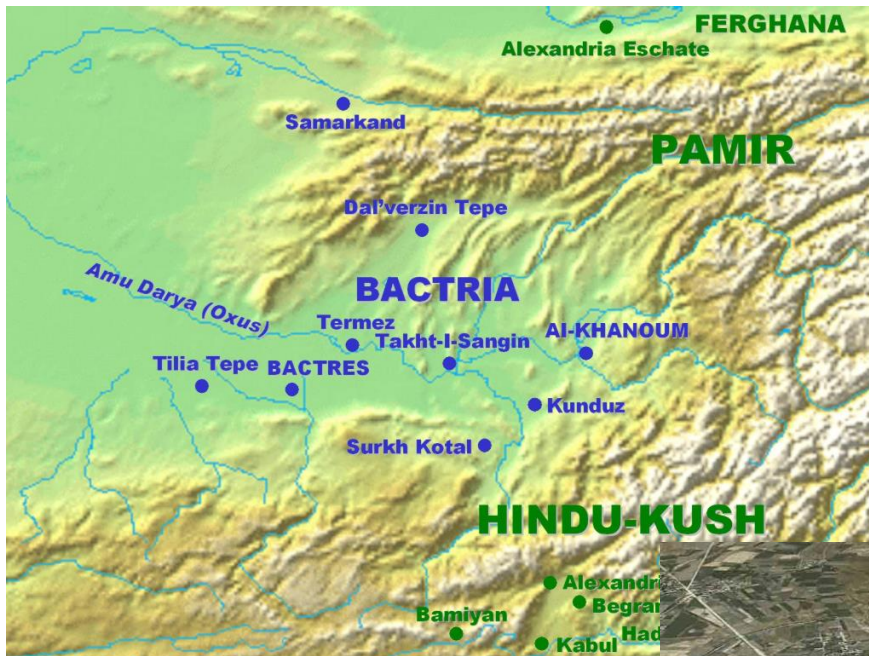 FERGHANA
Alexandria Eschate
Samarkand
PAMIR
Dal'verzin Tepe
BACTRIA
Amu Darya (Oxus)
Termez
Takht-I-Sangin
AI-KHANOUM
Tilia Tepe
BACTRES
Kunduz
Surkh Kotal
HINDU-KUSH
Bamiyan
Kabul